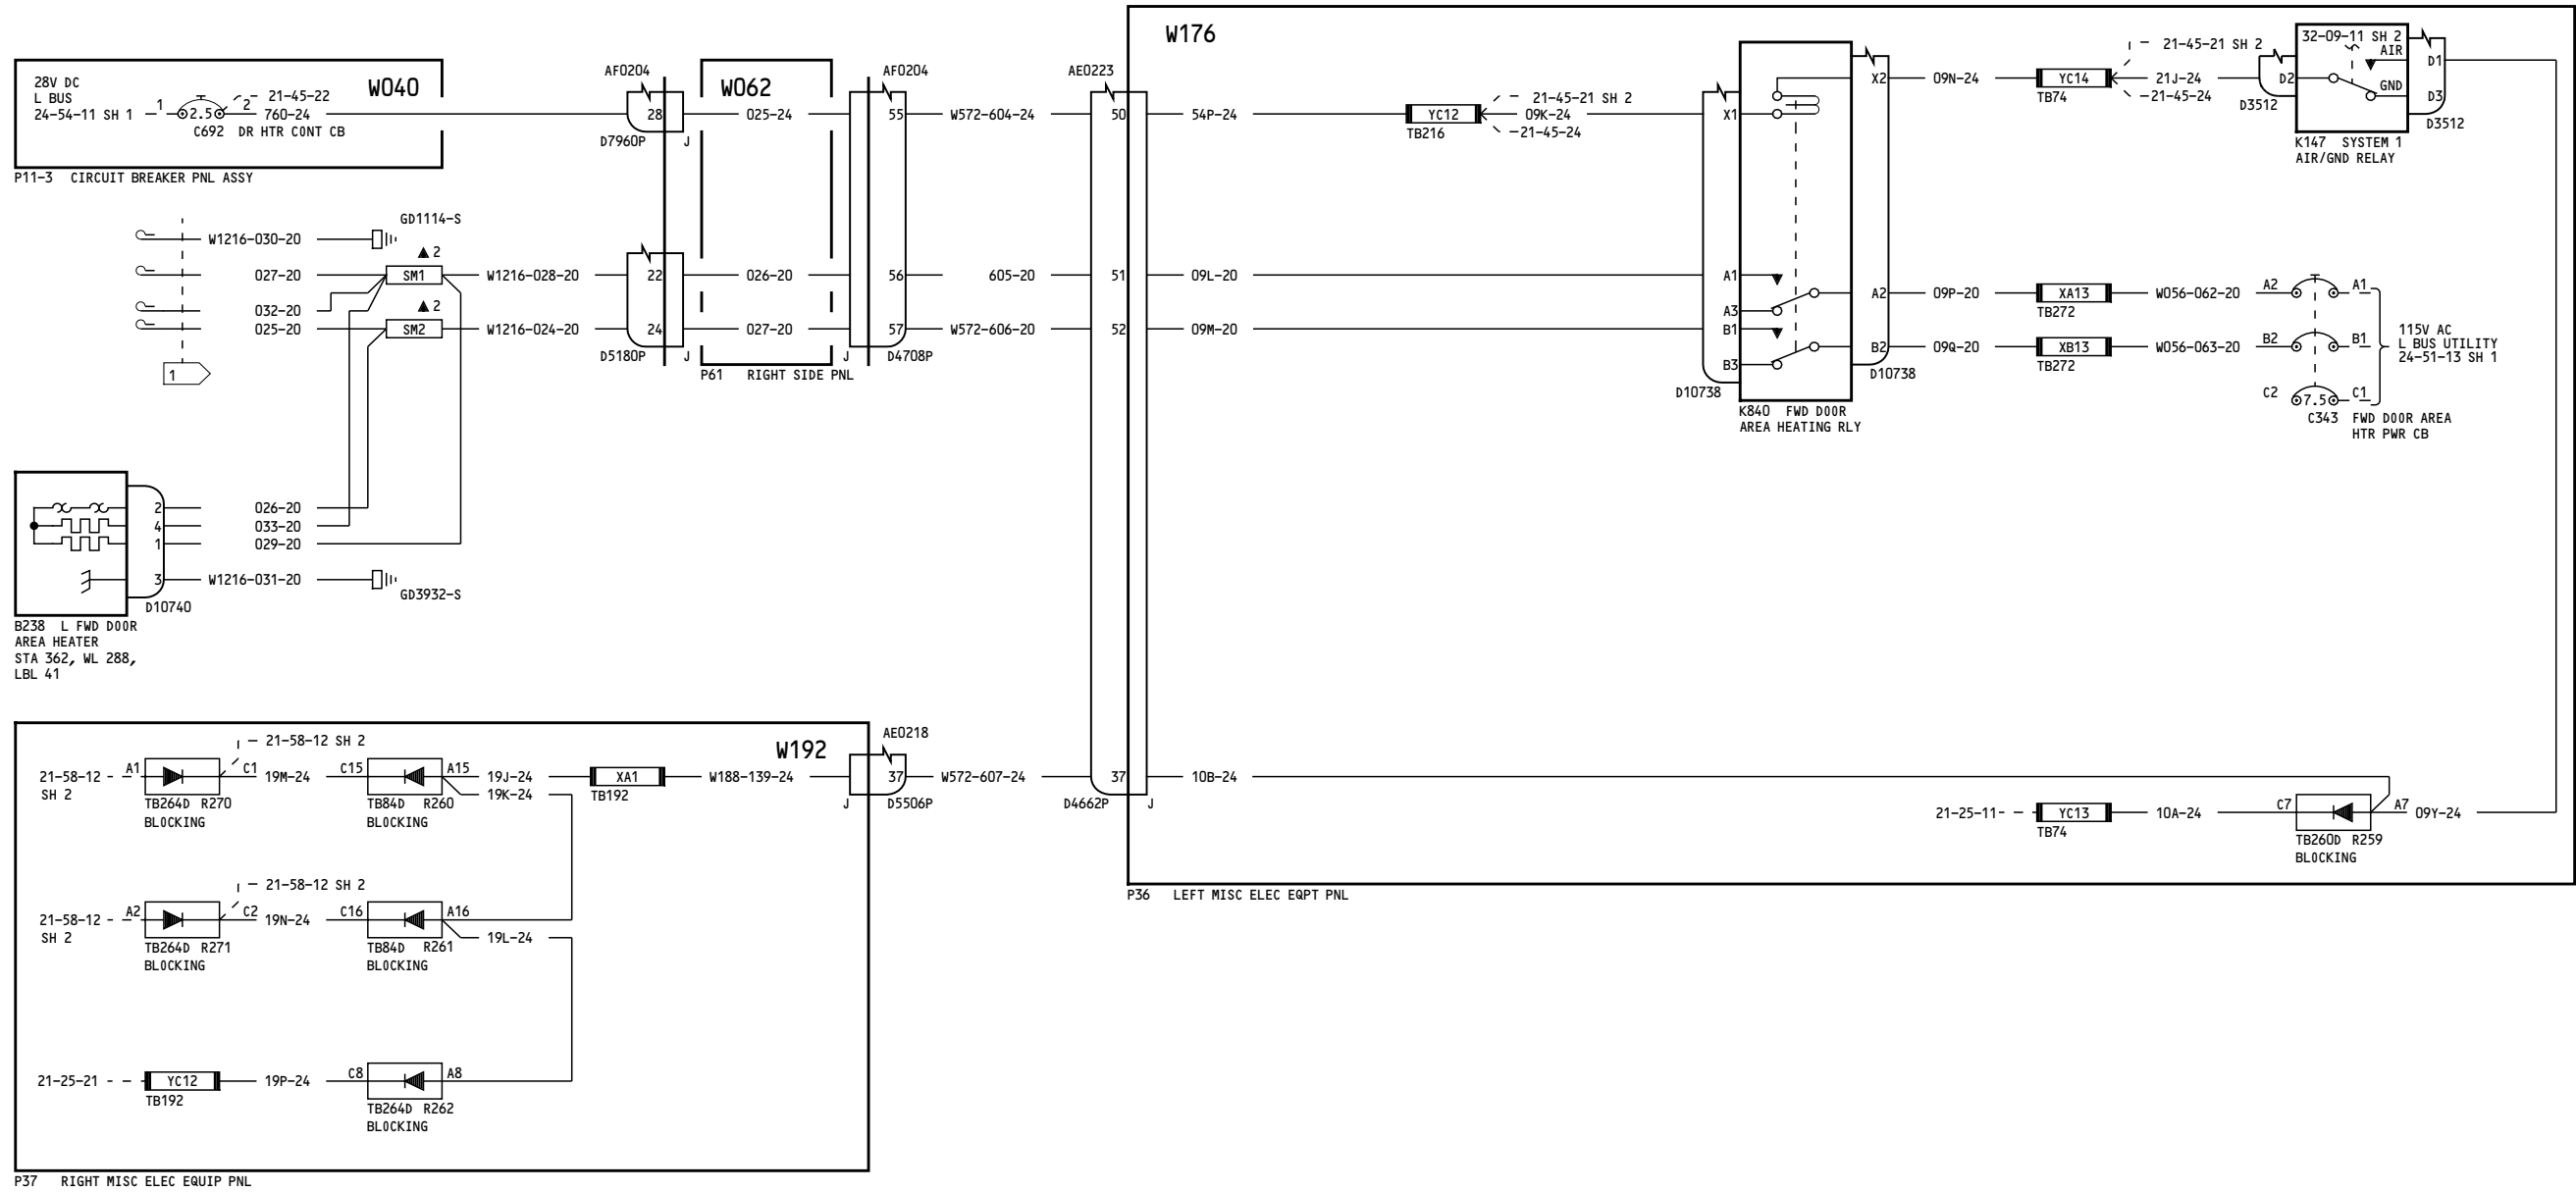 W176
32-09-11 SH 2
AIR
GND
D1
D2
D3
D3512
D3512
K147 SYSTEM 1
AIR/GND RELAY
28V DC
L BUS
24-54-11 SH 1
W040
1
2.5
2
21-45-22
760-24
C692 DR HTR CONT CB
P11-3 CIRCUIT BREAKER PNL ASSY
AF0204
28
D7960P
J
W062
025-24
AF0204
55
W572-604-24
AE0223
50
54P-24
YC12
TB216
21-45-21 SH 2
09K-24
21-45-24
X1
X2
09N-24
YC14
TB74
21-45-21 SH 2
21J-24
21-45-24
GD1114-S
W1216-030-20
2
027-20
SM1
W1216-028-20
22
026-20
56
605-20
51
09L-20
A1
032-20
2
A3
A2
09P-20
XA13
TB272
W056-062-20
A2
A1
025-20
SM2
W1216-024-20
24
027-20
57
W572-606-20
52
09M-20
B1
B3
B2
09Q-20
XB13
TB272
W056-063-20
B2
B1
115V AC
L BUS UTILITY
24-51-13 SH 1
1
D5180P
J
P61 RIGHT SIDE PNL
J
D4708P
D10738
D10738
K840 FWD DOOR
AREA HEATING RLY
C2
7.5
C1
C343 FWD DOOR AREA
HTR PWR CB
2
026-20
4
033-20
1
029-20
3
W1216-031-20
GD3932-S
D10740
B238 L FWD DOOR
AREA HEATER
STA 362, WL 288,
LBL 41
W192
21-58-12 SH 2
21-58-12
SH 2
A1
C1
19M-24
C15
A15
19J-24
19K-24
XA1
TB192
W188-139-24
AE0218
37
J
D5506P
W572-607-24
37
D4662P
J
10B-24
TB264D R270
BLOCKING
TB84D R260
BLOCKING
21-25-11
YC13
TB74
10A-24
C7
A7
09Y-24
TB260D R259
BLOCKING
P36 LEFT MISC ELEC EQPT PNL
21-58-12 SH 2
21-58-12
SH 2
A2
C2
19N-24
C16
A16
19L-24
TB264D R271
BLOCKING
TB84D R261
BLOCKING
21-25-21
YC12
TB192
19P-24
C8
A8
TB264D R262
BLOCKING
P37 RIGHT MISC ELEC EQUIP PNL